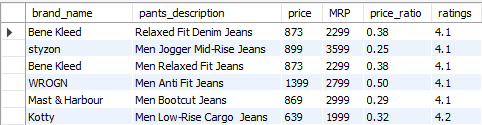 brand_name pants_description price MRP price_ratio ratings
Bene Kleed Relaxed Fit Denim Jeans 873 2299 0.38 4.1
styzon Men Jogger Mid-Rise Jeans 899 3599 0.25 4.1
Bene Kleed Men Relaxed Fit Jeans 873 2299 0.38 4.1
WROGN Men Anti Fit Jeans 1399 2799 0.50 4.1
Mast & Harbour Men Bootcut Jeans 869 2999 0.29 4.1
Kotty Men Low-Rise Cargo Jeans 639 1999 0.32 4.2